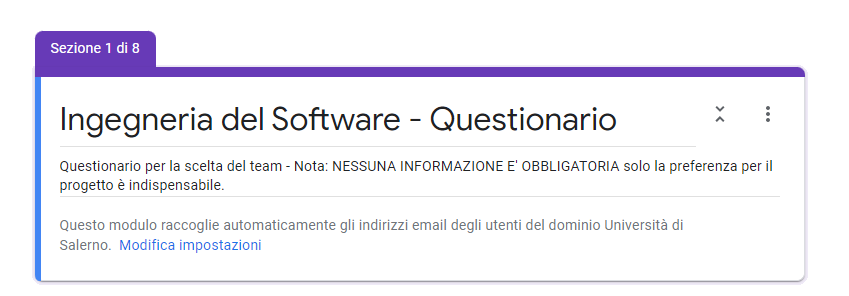 Sezione 1 di 8
Ingegneria del Software - Questionario
Questionario per la scelta del team - Nota: NESSUNA INFORMAZIONE E' OBBLIGATORIA solo la preferenza per il
progetto è indispensabile.
Questo modulo raccoglie automaticamente gli indirizzi email degli utenti del dominio Università di
Salerno. Modifica impostazioni